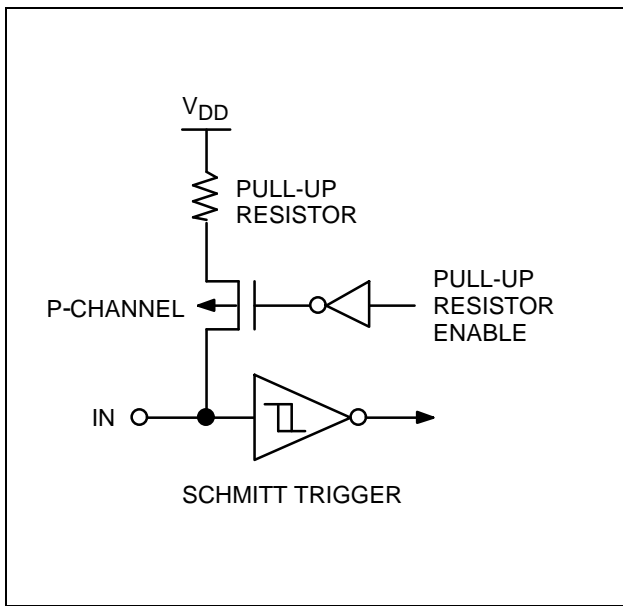 VDD
PULL-UP
RESISTOR
P-CHANNEL
PULL-UP
RESISTOR
ENABLE
IN
SCHMITT TRIGGER